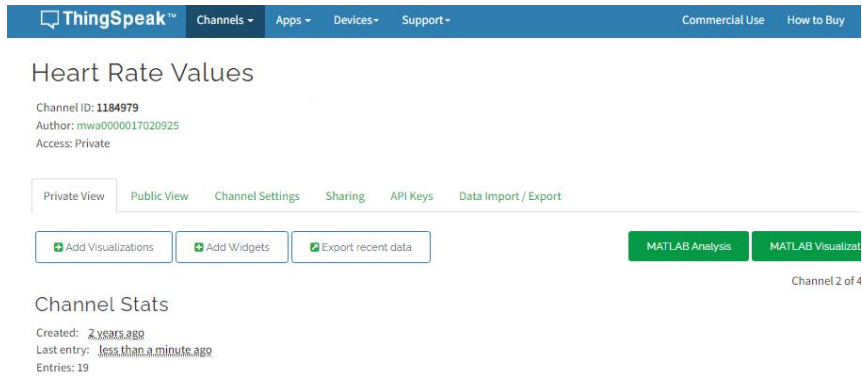 ThingSpeak™ Channels Apps Devices Support Commercial Use How to Buy
Heart Rate Values
Channel ID: 1184979
Author: mwa0000017020925
Access: Private
Private View Public View Channel Settings Sharing API Keys Data Import / Export
Add Visualizations Add Widgets Export recent data MATLAB Analysis MATLAB Visualizat
Channel 2 of 4
Channel Stats
Created: 2 years ago
Last entry: less than a minute ago
Entries: 19